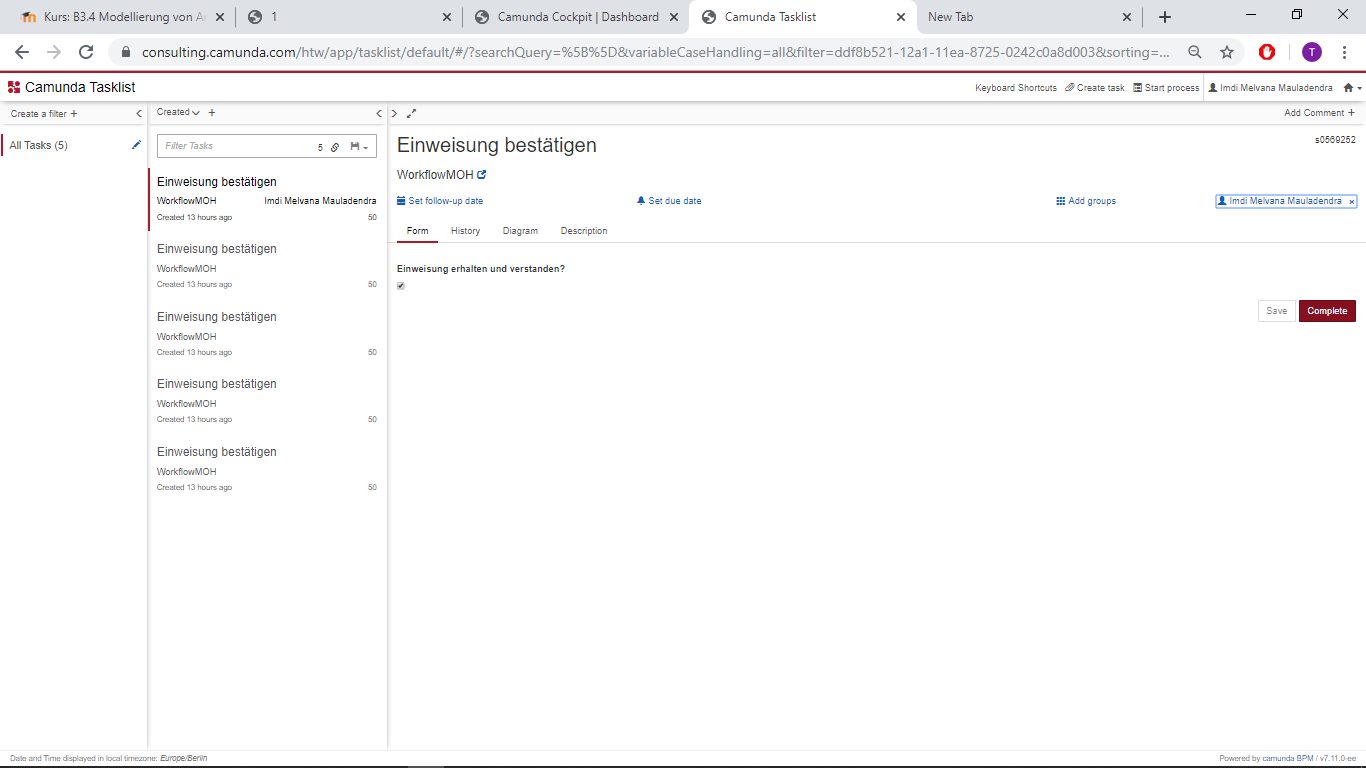 Kurs: B3.4 Modellierung von A
1
Camunda Cockpit | Dashboard
Camunda Tasklist
New Tab
consulting.camunda.com/htw/app/tasklist/default/#/?searchQuery=%5B%5D&variableCaseHandling=all&filter=ddf8b521-12a1-11ea-8725-0242c0a8d003&sorting=...
T
Camunda Tasklist
Keyboard Shortcuts
Create task
Start process
Imdi Melvana Mauladendra
Create a filter +
Created
+
Add Comment +
All Tasks (5)
Filter Tasks
5
Einweisung bestätigen
WorkflowMOH
Imdi Melvana Mauladendra
Created 13 hours ago
50
Einweisung bestätigen
WorkflowMOH
Created 13 hours ago
50
Einweisung bestätigen
WorkflowMOH
Created 13 hours ago
50
Einweisung bestätigen
WorkflowMOH
Created 13 hours ago
50
Einweisung bestätigen
WorkflowMOH
Created 13 hours ago
50
Einweisung bestätigen
s0569252
WorkflowMOH
Set follow-up date
Set due date
Add groups
Imdi Melvana Mauladendra ×
Form
History
Diagram
Description
Einweisung erhalten und verstanden?
Save
Complete
Date and Time displayed in local timezone: Europe/Berlin
Powered by camunda BPM / v7.11.0-ee